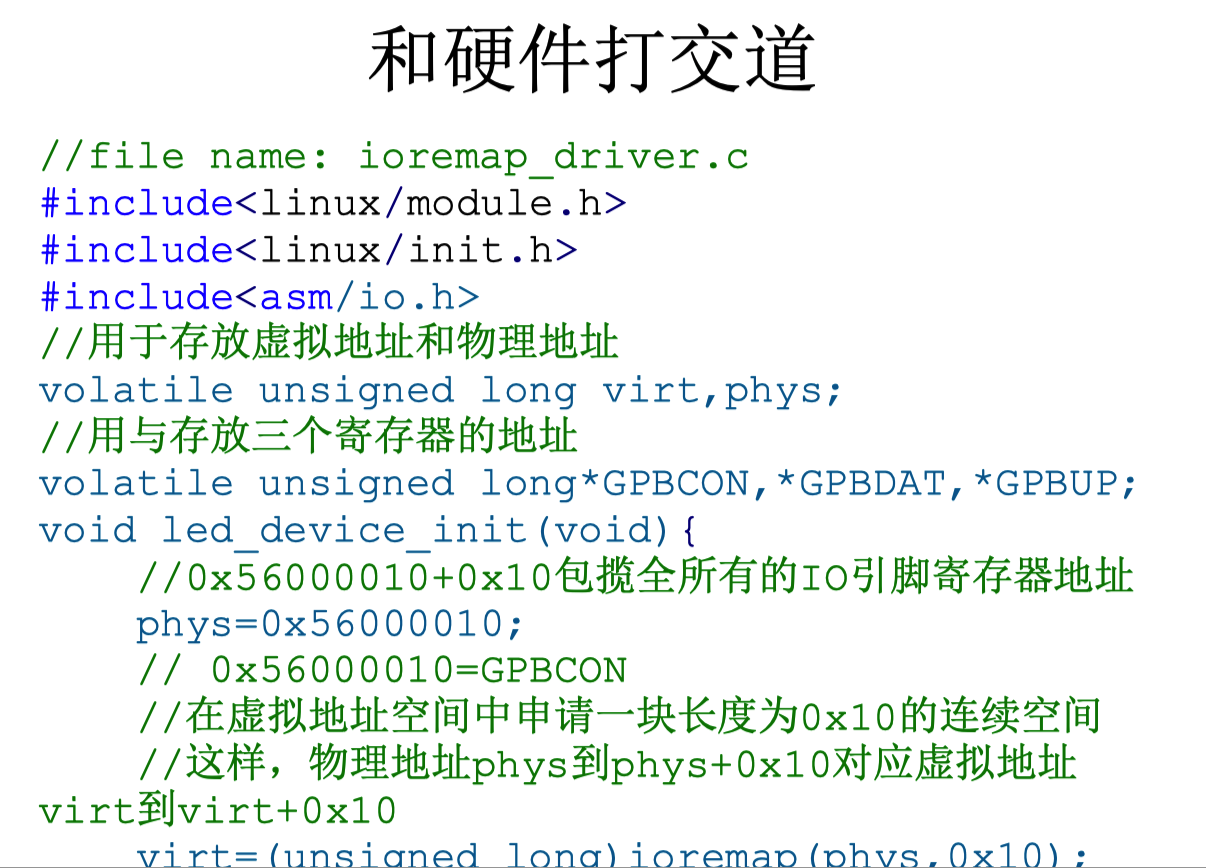 和硬件打交道
//file name: ioremap_driver.c
#include<linux/module.h>
#include<linux/init.h>
#include<asm/io.h>
//用于存放虚拟地址和物理地址
volatile unsigned long virt,phys;
//用与存放三个寄存器的地址
volatile unsigned long*GPBCON,*GPBDAT,*GPBUP;
void led_device_init(void){
//0x56000010+0x10包揽全所有的IO引脚寄存器地址
phys=0x56000010;
// 0x56000010=GPBCON
//在虚拟地址空间中申请一块长度为0x10的连续空间
//这样，物理地址phys到phys+0x10对应虚拟地址
virt到virt+0x10
virt=(unsigned long)ioremap(phys,0x10);